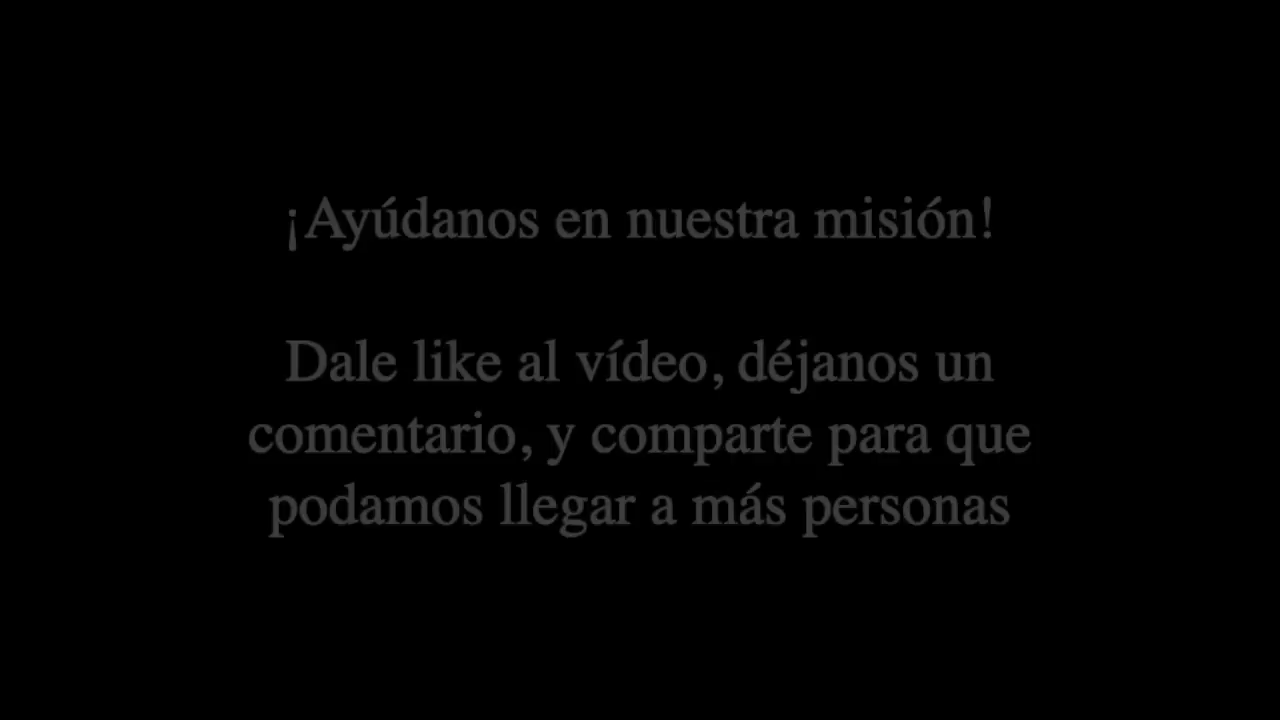 ¡Ayúdanos en nuestra misión!
Dale like al vídeo, déjanos un
comentario, y comparte para que
podamos llegar a más personas